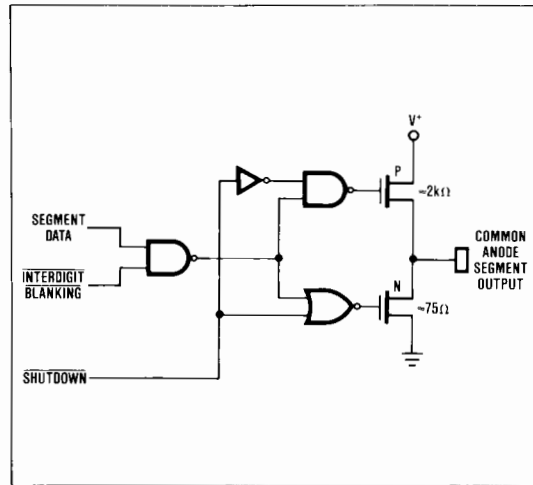 V⁺
P
≈2kΩ
SEGMENT
DATA
COMMON
ANODE
SEGMENT
OUTPUT
INTERDIGIT
BLANKING
N
≈75Ω
SHUTDOWN